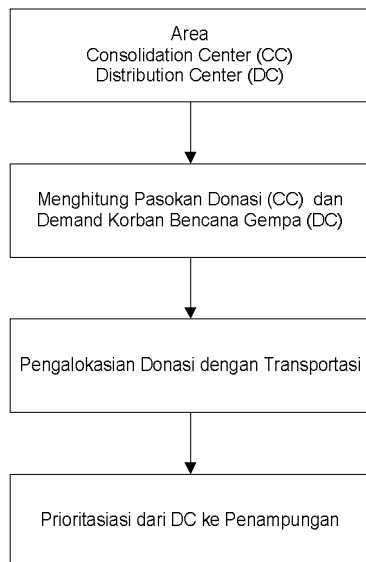 Area
Consolidation Center (CC)
Distribution Center (DC)
Menghitung Pasokan Donasi (CC) dan
Demand Korban Bencana Gempa (DC)
Pengalokasian Donasi dengan Transportasi
Prioritasiasi dari DC ke Penampungan